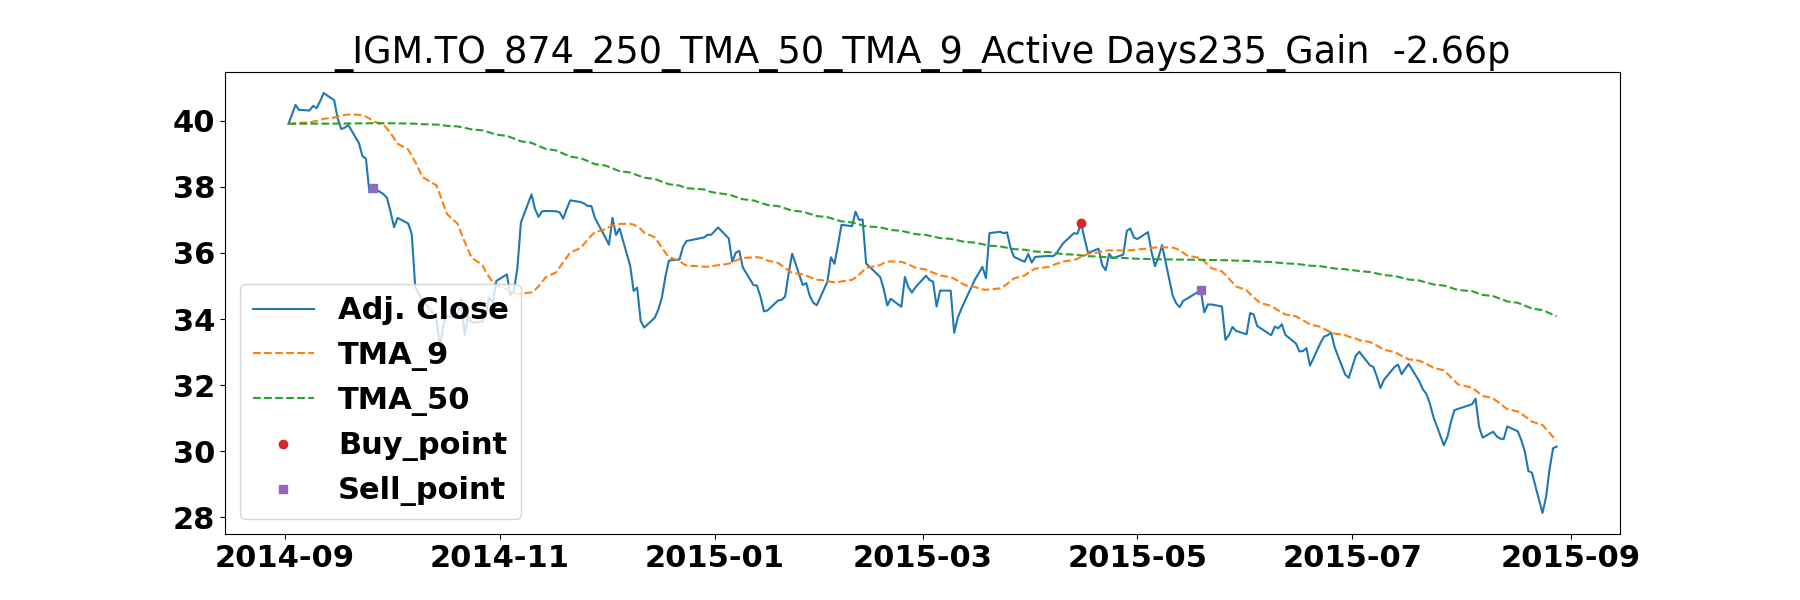 _IGM.TO_874_250_TMA_50_TMA_9_Active Days235_Gain  -2.66p
40
38
36
34
32
30
28
Adj. Close
TMA_9
TMA_50
Buy_point
Sell_point
2014-09 2014-11 2015-01 2015-03 2015-05 2015-07 2015-09